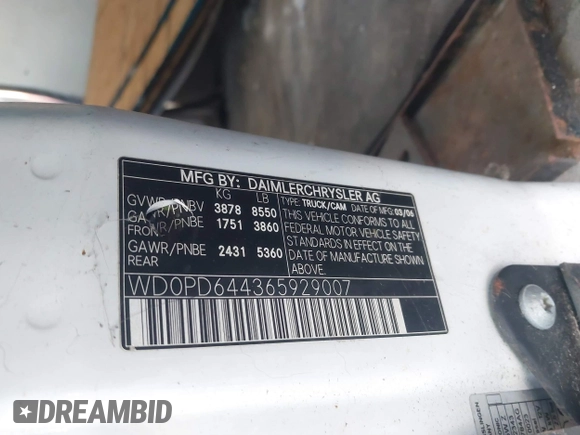 MFG BY: DAIMLERCHRYSLER AG
KG LB
GVWR/PNBV 3878 8550
GAWR/PNBE FRONT 1751 3860
GAWR/PNBE REAR 2431 5360
TYPE: TRUCK/CAM DATE OF MFG: 03/06
THIS VEHICLE CONFORMS TO ALL
FEDERAL MOTOR VEHICLE SAFETY
STANDARDS IN EFFECT ON THE
DATE OF MANUFACTURE SHOWN
ABOVE.
WD0PD644365929007
DREAMBID